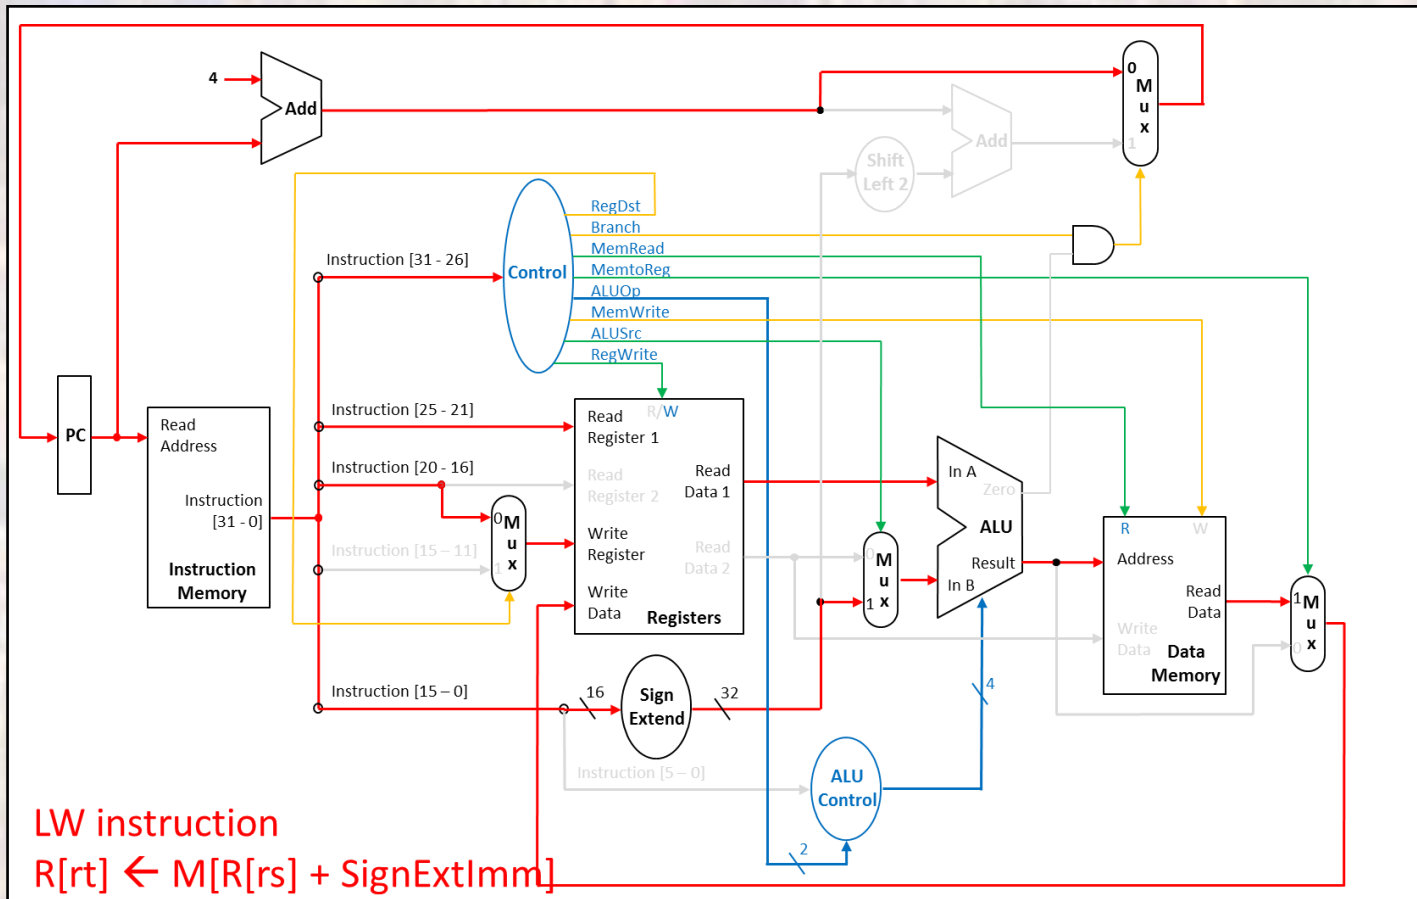 4
Add
0
M
u
x
1
Add
Shift
Left 2
RegDst
Branch
MemRead
MemtoReg
ALUOp
MemWrite
ALUSrc
RegWrite
Control
Instruction [31 - 26]
PC
Read
Address
Instruction
[31 - 0]
Instruction
Memory
Instruction [25 - 21]
Instruction [20 - 16]
Instruction [15 – 11]
0
M
u
x
1
R/W
Read
Register 1
Read
Register 2
Write
Register
Write
Data
Read
Data 1
Read
Data 2
Registers
0
M
u
x
1
In A
Zero
ALU
Result
In B
R
W
Address
Read
Data
Write
Data
Data
Memory
1
M
u
x
0
Instruction [15 – 0]
16
Sign
Extend
32
Instruction [5 – 0]
ALU
Control
4
2
LW instruction
R[rt] ← M[R[rs] + SignExtImm]